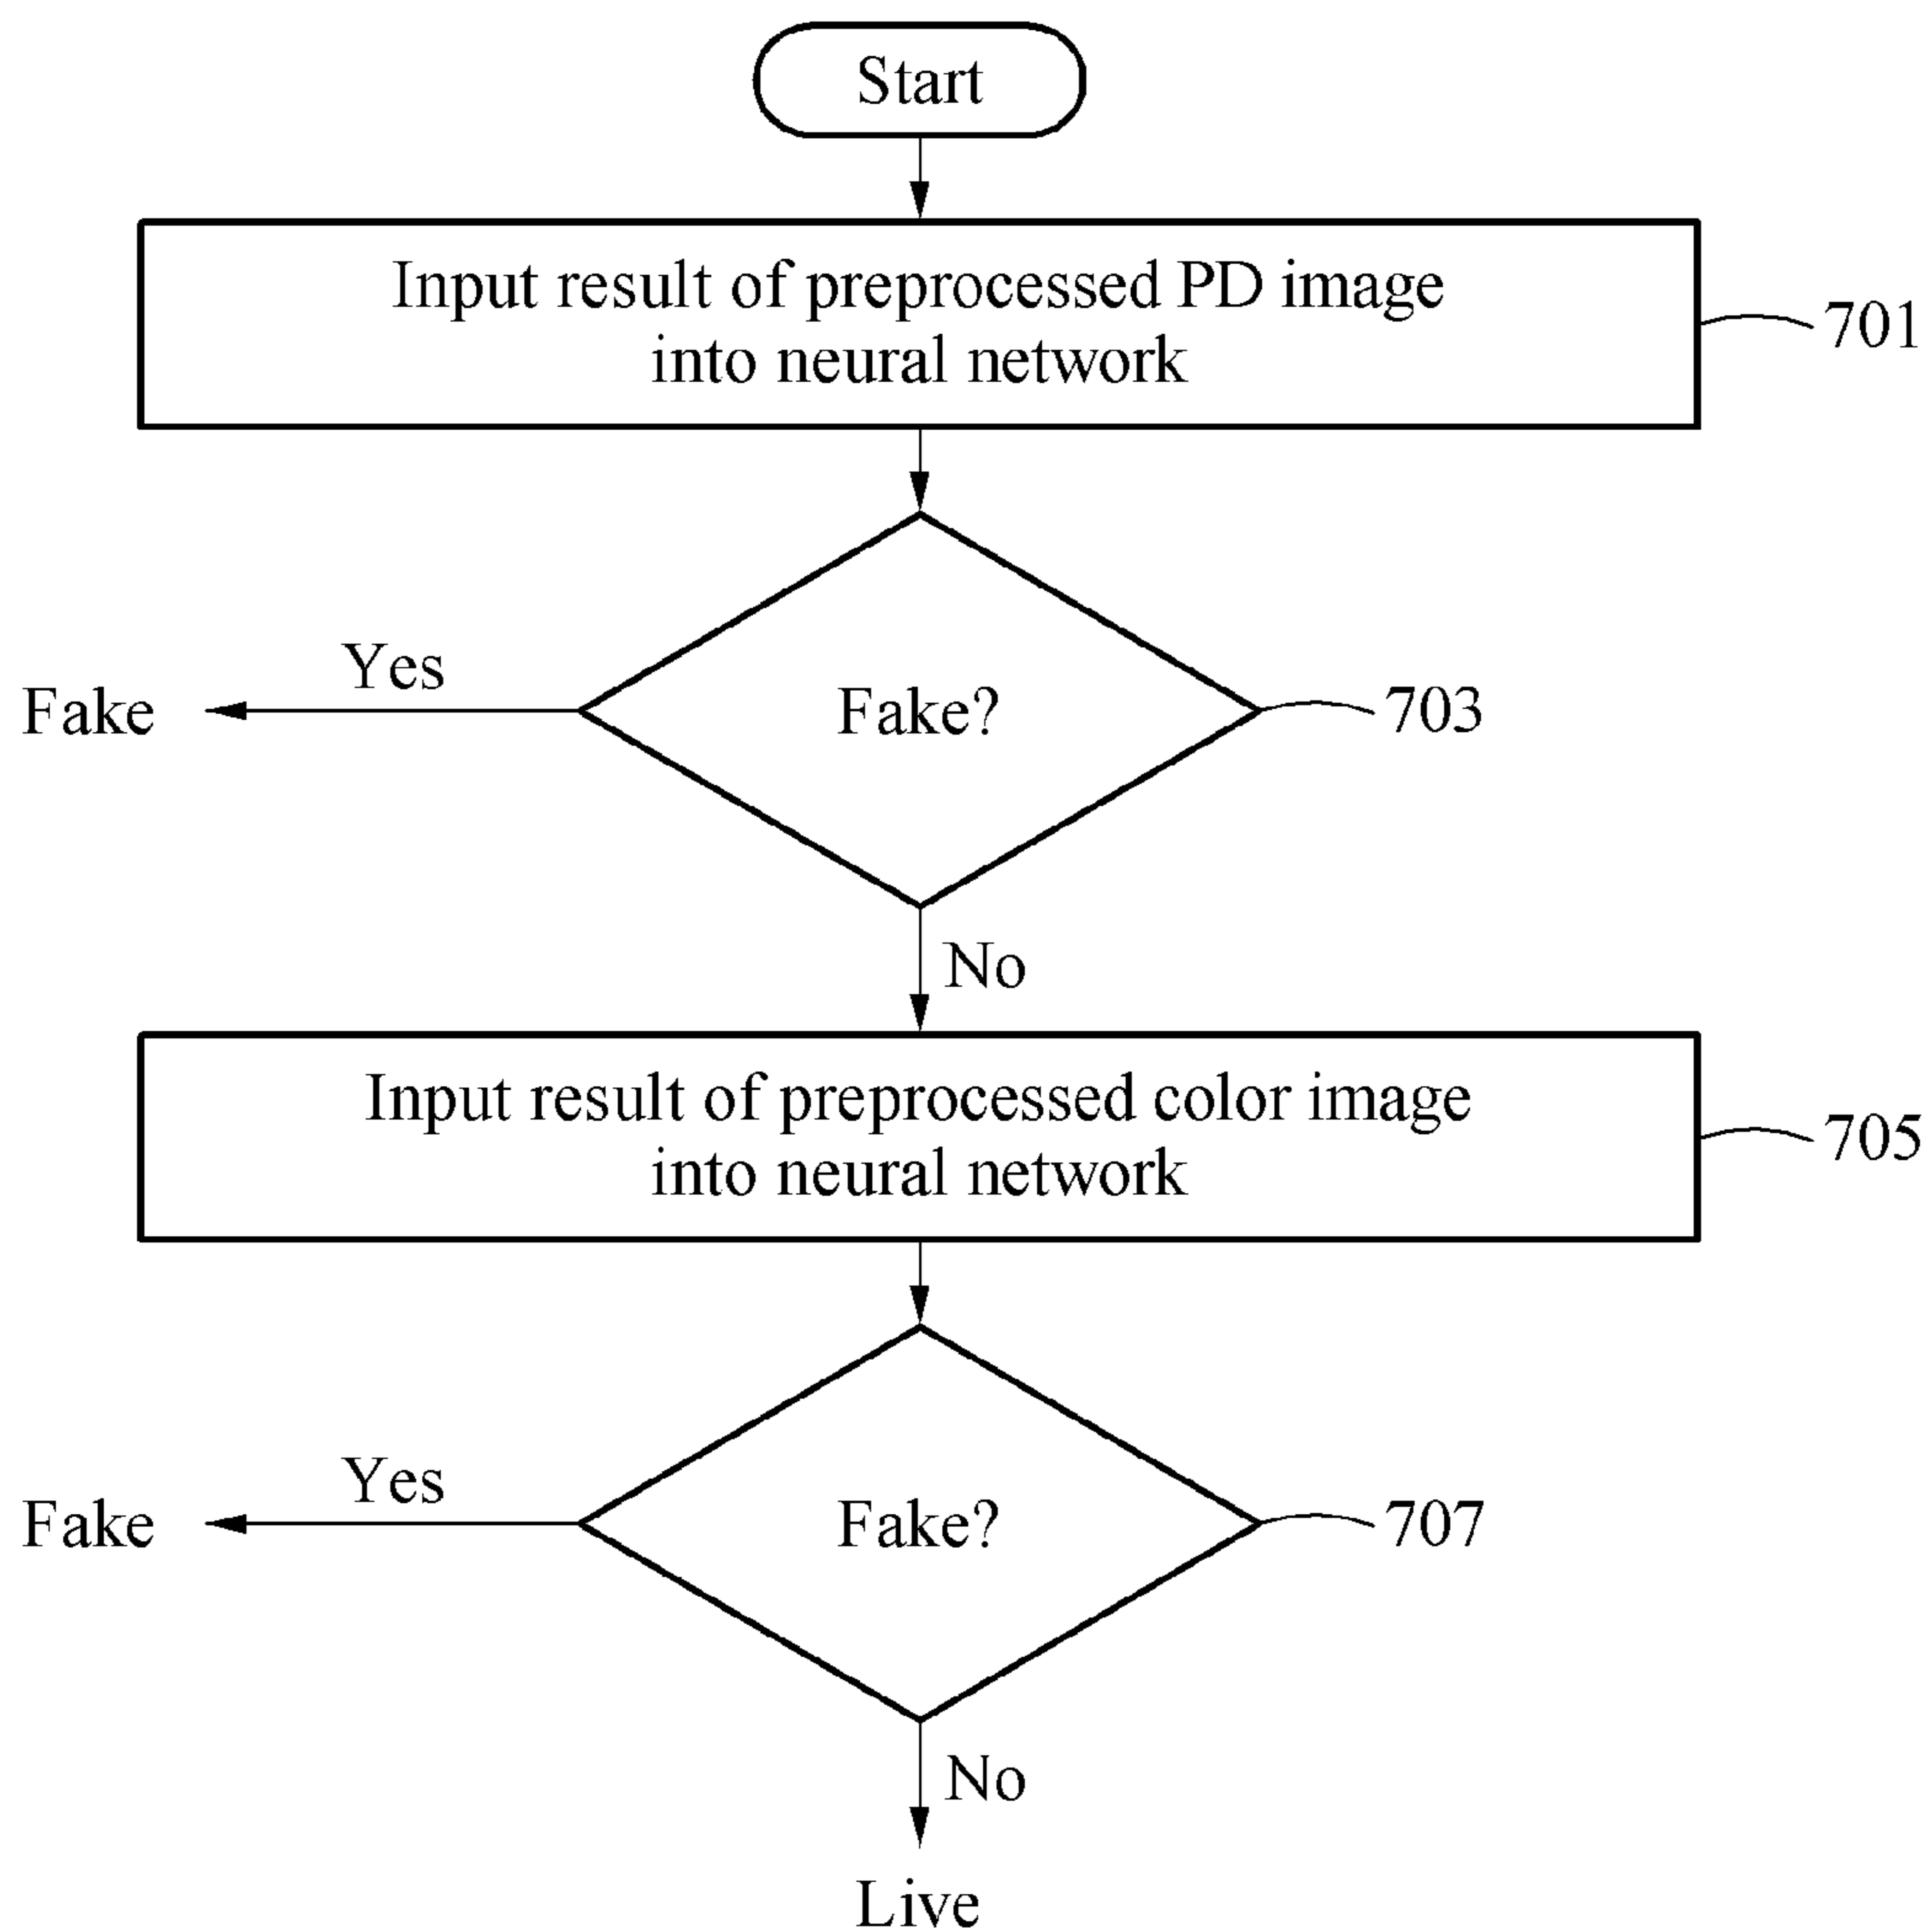 Start
Input result of preprocessed PD image
into neural network
701
Yes
Fake
Fake?
703
No
Input result of preprocessed color image
into neural network
705
Yes
Fake
Fake?
707
No
Live